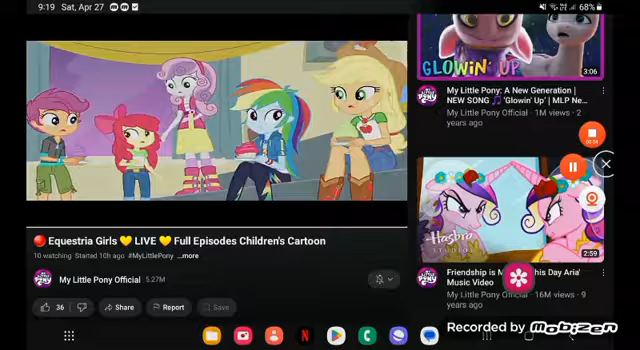 9:19 Sat, Apr 27
68%
GLOWIN' UP
3:06
My Little Pony: A New Generation |
NEW SONG 🎵 'Glowin' Up' | MLP Ne...
My Little Pony Official · 1M views · 2
years ago
Hasbro
STUDIOS
2:59
Friendship is M his Day Aria'
Music Video
My Little Pony Official · 16M views · 9
years ago
🔴 Equestria Girls 💛 LIVE 💛 Full Episodes Children's Cartoon
10 watching Started 10h ago #MyLittlePony ...more
My Little Pony Official 5.27M
36
Share
Report
Save
Recorded by Mobizen